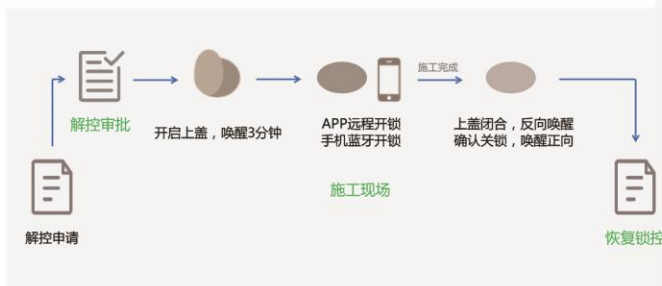 施工完成
解控审批
开启上盖，唤醒3分钟
APP远程开锁
手机蓝牙开锁
上盖闭合，反向唤醒
确认关锁，唤醒正向
施工现场
解控申请
恢复锁控